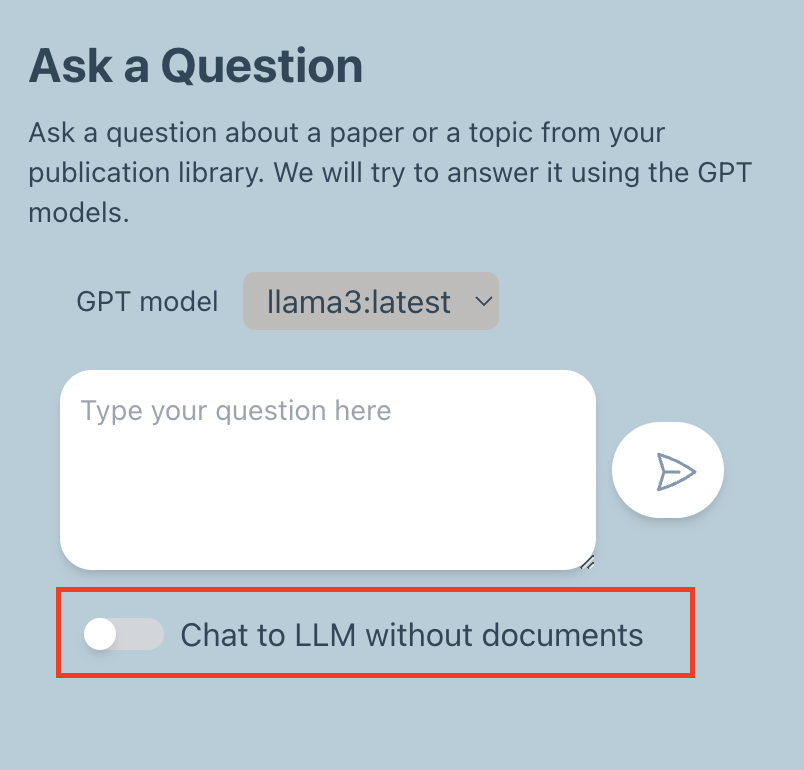 Ask a Question
Ask a question about a paper or a topic from your
publication library. We will try to answer it using the GPT
models.
GPT model llama3:latest
Type your question here
Chat to LLM without documents